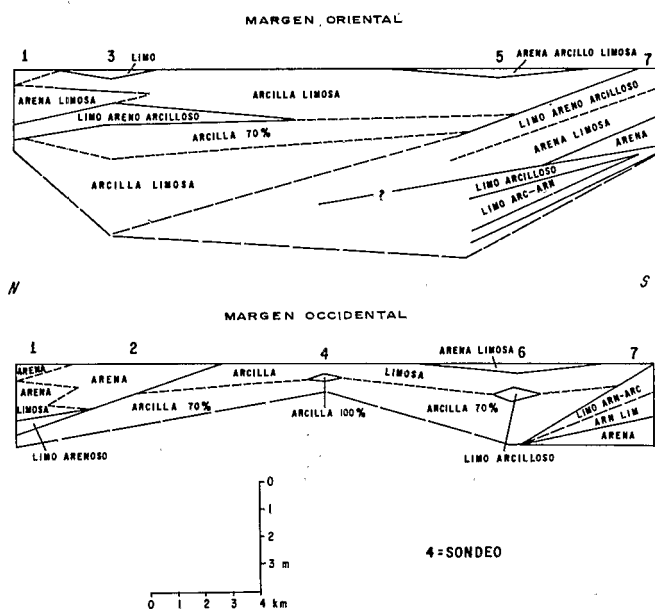 MARGEN ORIENTAL
1 3 LIMO 5 ARENA ARCILLO LIMOSA 7
ARENA LIMOSA
ARCILLA LIMOSA
LIMO ARENO ARCILLOSO
LIMO ARENO ARCILLOSO
ARCILLA 70%
ARENA LIMOSA
ARENA
ARCILLA LIMOSA
LIMO ARCILLOSO
?
LIMO ARC-ARN
N S
MARGEN OCCIDENTAL
1 2 4 ARENA LIMOSA 6 7
ARENA
ARENA
ARCILLA LIMOSA
ARENA
LIMOSA
ARCILLA 70%
ARCILLA 100%
ARCILLA 70%
LIMO ARN-ARC
ARN LIM
ARENA
LIMO ARENOSO
LIMO ARCILLOSO
0
1
2
3 m
0 1 2 3 4 km
4=SONDEO